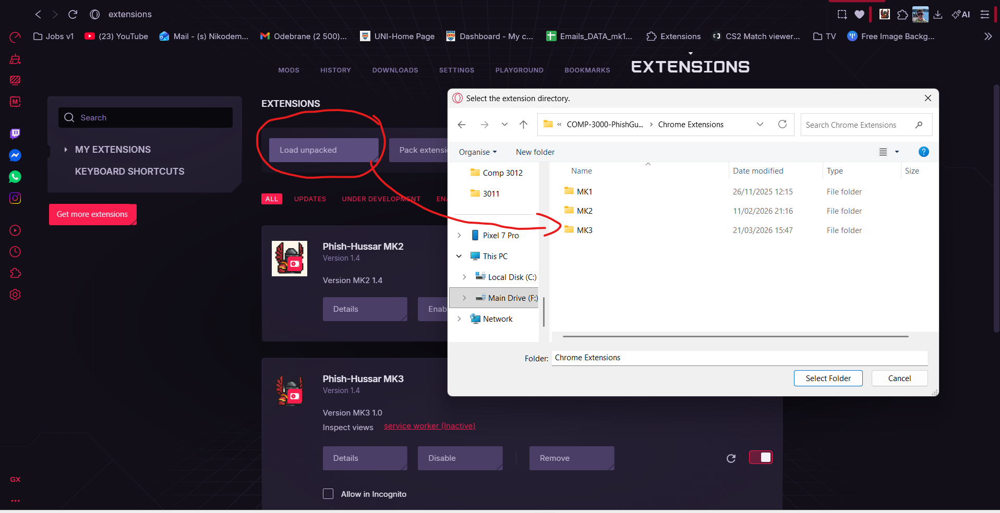 extensions
AI
Jobs v1
(23) YouTube
Mail - (s) Nikodem...
Odebrane (2 500)...
UNI-Home Page
Dashboard - My c...
Emails_DATA_mk1...
Extensions
CS2 Match viewer...
TV
Free Image Backg...
MODS
HISTORY
DOWNLOADS
SETTINGS
PLAYGROUND
BOOKMARKS
EXTENSIONS
Search
MY EXTENSIONS
KEYBOARD SHORTCUTS
Get more extensions
GX
EXTENSIONS
Load unpacked
Pack extensi
ALL
UPDATES
UNDER DEVELOPMENT
EN
Phish-Hussar MK2
Version 1.4
Version MK2 1.4
Details
Enab
Phish-Hussar MK3
Version 1.4
Version MK3 1.0
Inspect views
service worker (Inactive)
Details
Disable
Remove
Allow in Incognito
Select the extension directory.
« COMP-3000-PhishGu... › Chrome Extensions
Search Chrome Extensions
Organise
New folder
?
Comp 3012
3011
Pixel 7 Pro
This PC
Local Disk (C:)
Main Drive (F:)
Network
Name
Date modified
Type
Size
MK1 26/11/2025 12:15 File folder
MK2 11/02/2026 21:16 File folder
MK3 21/03/2026 15:47 File folder
Folder: Chrome Extensions
Select Folder
Cancel